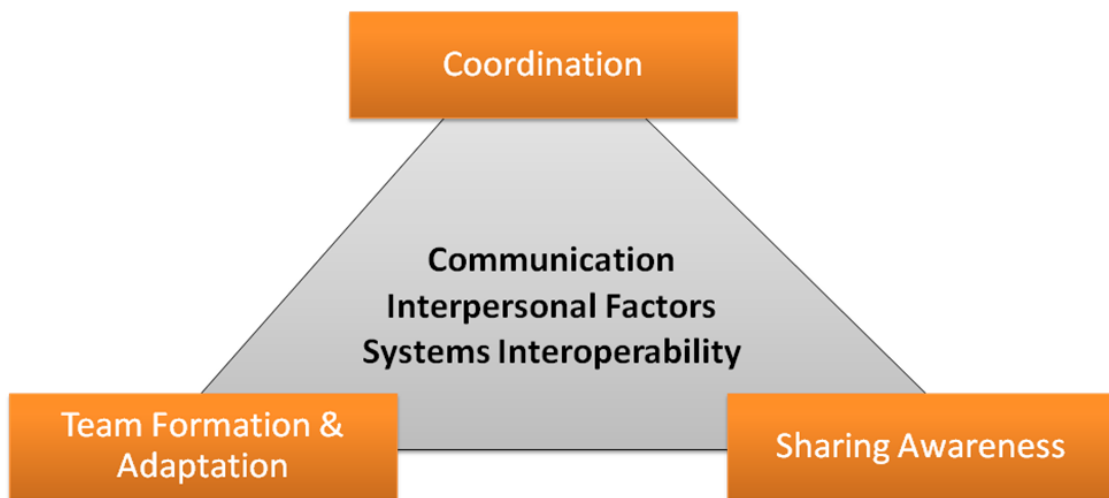 Coordination
Communication
Interpersonal Factors
Systems Interoperability
Team Formation &
Adaptation
Sharing Awareness